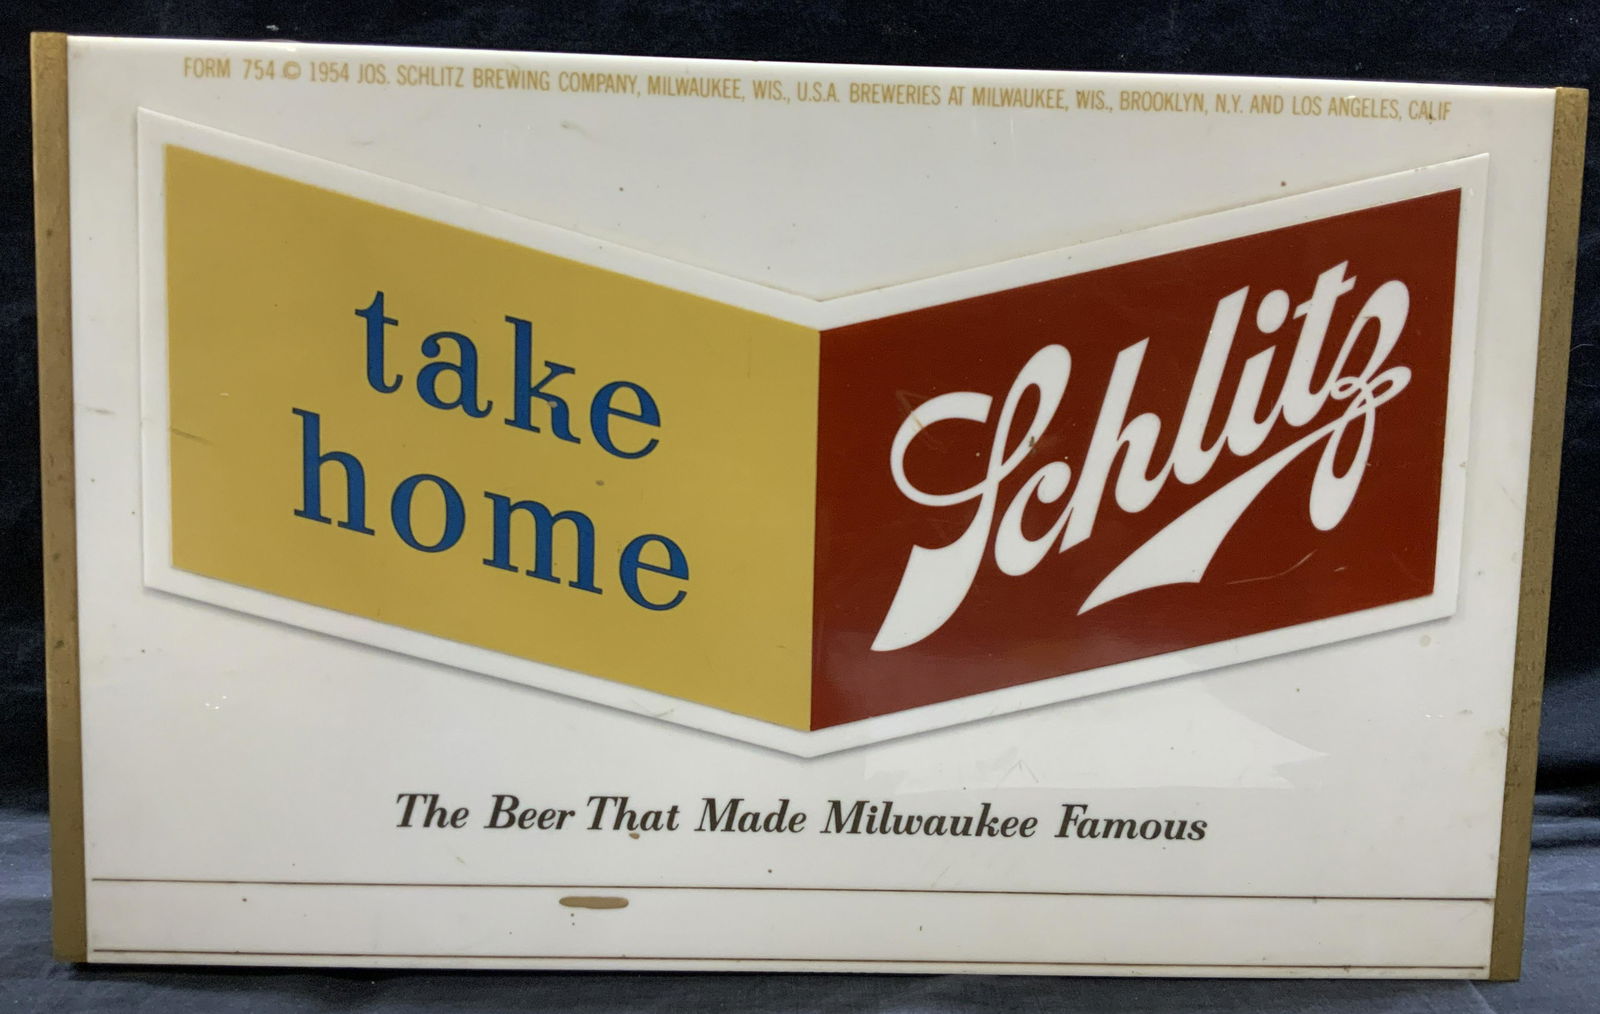 FORM 754 © 1954 JOS. SCHLITZ BREWING COMPANY, MILWAUKEE, WIS., U.S.A. BREWERIES AT MILWAUKEE, WIS., BROOKLYN, N.Y. AND LOS ANGELES, CALIF
take
home
Schlitz
The Beer That Made Milwaukee Famous